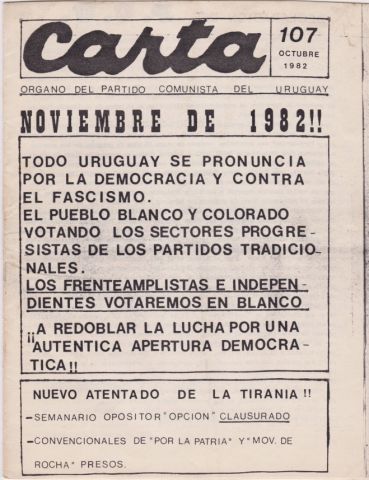 Carta
107
OCTUBRE
1982
ORGANO DEL PARTIDO COMUNISTA DEL URUGUAY
NOVIEMBRE DE 1982!!
TODO URUGUAY SE PRONUNCIA
POR LA DEMOCRACIA Y CONTRA
EL FASCISMO.
EL PUEBLO BLANCO Y COLORADO
VOTANDO LOS SECTORES PROGRE-
SISTAS DE LOS PARTIDOS TRADICIO-
NALES.
LOS FRENTEAMPLISTAS E INDEPEN-
DIENTES VOTAREMOS EN BLANCO
¡¡A REDOBLAR LA LUCHA POR UNA
AUTENTICA APERTURA DEMOCRA-
TICA!!
NUEVO ATENTADO DE LA TIRANIA!!
-SEMANARIO OPOSITOR "OPCION" CLAUSURADO
-CONVENCIONALES DE "POR LA PATRIA" Y "MOV. DE
ROCHA" PRESOS.